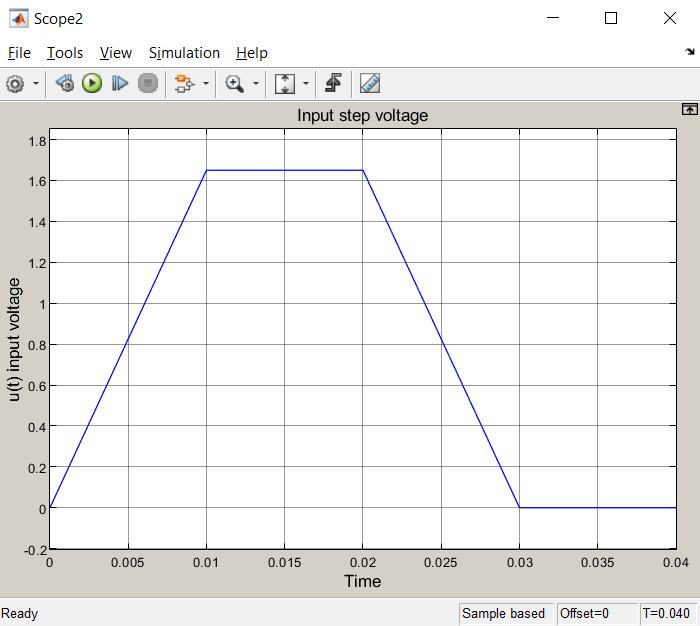 Scope2
File Tools View Simulation Help
Input step voltage
1.8
1.6
1.4
1.2
1
0.8
0.6
0.4
0.2
0
-0.2
u(t) input voltage
0 0.005 0.01 0.015 0.02 0.025 0.03 0.035 0.04
Time
Ready Sample based Offset=0 T=0.040